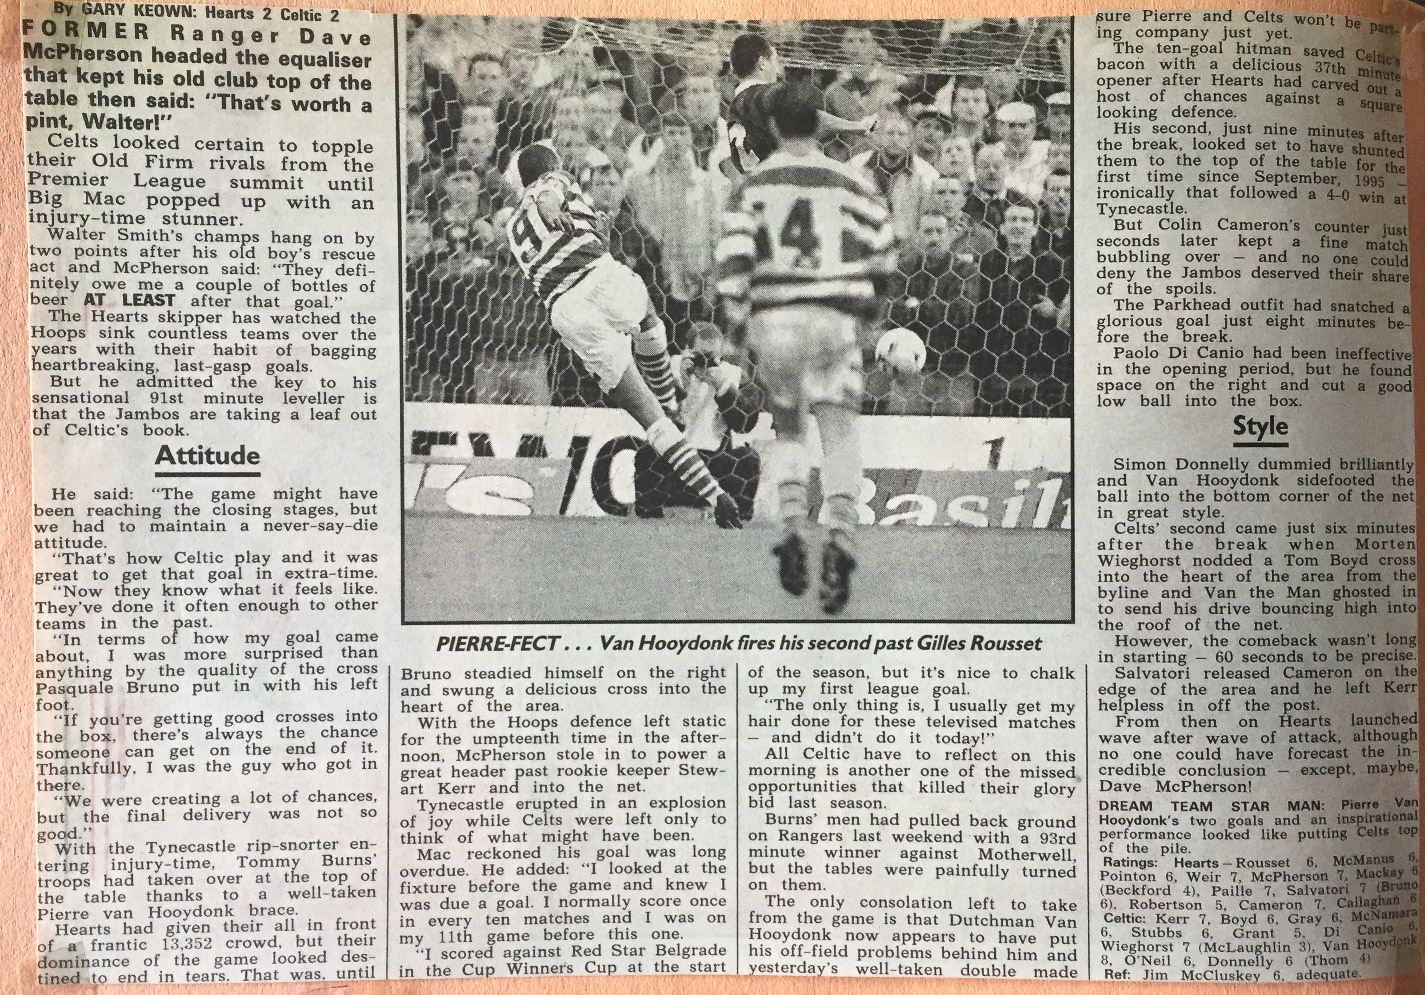 By GARY KEOWN: Hearts 2 Celtic 2
FORMER Ranger Dave
McPherson headed the equaliser
that kept his old club top of the
table then said: "That's worth a
pint, Walter!"
Celts looked certain to topple
their Old Firm rivals from the
Premier League summit until
Big Mac popped up with an
injury-time stunner.
Walter Smith's champs hang on by
two points after his old boy's rescue
act and McPherson said: "They defi-
nitely owe me a couple of bottles of
beer AT LEAST after that goal."
The Hearts skipper has watched the
Hoops sink countless teams over the
years with their habit of bagging
heartbreaking, last-gasp goals.
But he admitted the key to his
sensational 91st minute leveller is
that the Jambos are taking a leaf out
of Celtic's book.
Attitude
He said: "The game might have
been reaching the closing stages, but
we had to maintain a never-say-die
attitude.
"That's how Celtic play and it was
great to get that goal in extra-time.
"Now they know what it feels like.
They've done it often enough to other
teams in the past.
"In terms of how my goal came
about, I was more surprised than
anything by the quality of the cross
Pasquale Bruno put in with his left
foot.
"If you're getting good crosses into
the box, there's always the chance
someone can get on the end of it.
Thankfully, I was the guy who got in
there.
"We were creating a lot of chances,
but the final delivery was not so
good."
With the Tynecastle rip-snorter en-
tering injury-time, Tommy Burns'
troops had taken over at the top of
the table thanks to a well-taken
Pierre van Hooydonk brace.
Hearts had given their all in front
of a frantic 13,352 crowd, but their
dominance of the game looked des-
tined to end in tears. That was, until
9
14
's
Basil
1
PIERRE-FECT . . . Van Hooydonk fires his second past Gilles Rousset
Bruno steadied himself on the right
and swung a delicious cross into the
heart of the area.
With the Hoops defence left static
for the umpteenth time in the after-
noon, McPherson stole in to power a
great header past rookie keeper Stew-
art Kerr and into the net.
Tynecastle erupted in an explosion
of joy while Celts were left only to
think of what might have been.
Mac reckoned his goal was long
overdue. He added: "I looked at the
fixture before the game and knew I
was due a goal. I normally score once
in every ten matches and I was on
my 11th game before this one.
"I scored against Red Star Belgrade
in the Cup Winners Cup at the start
of the season, but it's nice to chalk
up my first league goal.
"The only thing is, I usually get my
hair done for these televised matches
– and didn't do it today!"
All Celtic have to reflect on this
morning is another one of the missed
opportunities that killed their glory
bid last season.
Burns' men had pulled back ground
on Rangers last weekend with a 93rd
minute winner against Motherwell,
but the tables were painfully turned
on them.
The only consolation left to take
from the game is that Dutchman Van
Hooydonk now appears to have put
his off-field problems behind him and
yesterday's well-taken double made
sure Pierre and Celts won't be part-
ing company just yet.
The ten-goal hitman saved Celtic's
bacon with a delicious 37th minute
opener after Hearts had carved out a
host of chances against a square
looking defence.
His second, just nine minutes after
the break, looked set to have shunted
them to the top of the table for the
first time since September, 1995 –
ironically that followed a 4-0 win at
Tynecastle.
But Colin Cameron's counter just
seconds later kept a fine match
bubbling over – and no one could
deny the Jambos deserved their share
of the spoils.
The Parkhead outfit had snatched a
glorious goal just eight minutes be-
fore the break.
Paolo Di Canio had been ineffective
in the opening period, but he found
space on the right and cut a good
low ball into the box.
Style
Simon Donnelly dummied brilliantly
and Van Hooydonk sidefooted the
ball into the bottom corner of the net
in great style.
Celts' second came just six minutes
after the break when Morten
Wieghorst nodded a Tom Boyd cross
into the heart of the area from the
byline and Van the Man ghosted in
to send his drive bouncing high into
the roof of the net.
However, the comeback wasn't long
in starting – 60 seconds to be precise.
Salvatori released Cameron on the
edge of the area and he left Kerr
helpless in off the post.
From then on Hearts launched
wave after wave of attack, although
no one could have forecast the in-
credible conclusion – except, maybe,
Dave McPherson!
DREAM TEAM STAR MAN: Pierre Van
Hooydonk's two goals and an inspirational
performance looked like putting Celts top
of the pile.
Ratings: Hearts – Rousset 6, McManus 6,
Pointon 6, Weir 7, McPherson 7, Mackay 6
(Beckford 4), Paille 7, Salvatori 7 (Bruno
6), Robertson 5, Cameron 7, Callaghan 6
Celtic: Kerr 7, Boyd 6, Gray 6, McNamara
6, Stubbs 6, Grant 5, Di Canio 6,
Wieghorst 7 (McLaughlin 3), Van Hooydonk
8, O'Neil 6, Donnelly 6 (Thom 4)
Ref: Jim McCluskey 6, adequate.